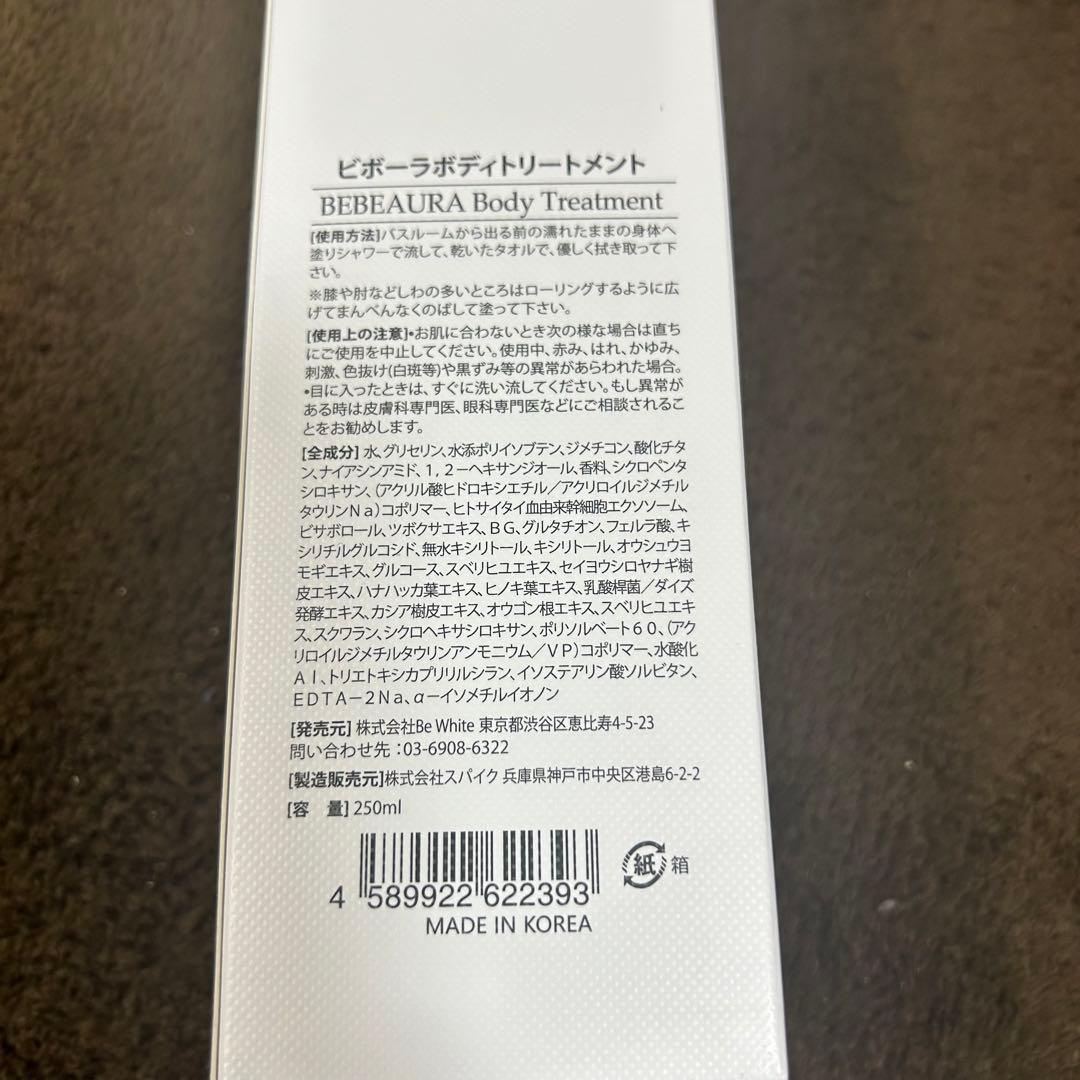 ビボーラボディトリートメント
BEBEAURA Body Treatment
[使用方法]バスルームから出る前の濡れたままの身体へ
塗りシャワーで流して、乾いたタオルで、優しく拭き取って下
さい。
※膝や肘などしわの多いところはローリングするように広
げてまんべんなくのばして塗って下さい。
[使用上の注意]•お肌に合わないとき次の様な場合は直ち
にご使用を中止してください。使用中、赤み、はれ、かゆみ、
刺激、色抜け(白斑等)や黒ずみ等の異常があらわれた場合。
•目に入ったときは、すぐに洗い流してください。もし異常が
ある時は皮膚科専門医、眼科専門医などにご相談されるこ
とをお勧めします。
[全成分] 水、グリセリン、水添ポリイソブテン、ジメチコン、酸化チタ
ン、ナイアシンアミド、1,2-ヘキサンジオール、香料、シクロペンタ
シロキサン、(アクリル酸ヒドロキシエチル/アクリロイルジメチル
タウリンNa)コポリマー、ヒトサイタイ血由来幹細胞エクソソーム、
ビサボロール、ツボクサエキス、BG、グルタチオン、フェルラ酸、キ
シリチルグルコシド、無水キシリトール、キシリトール、オウシュウヨ
モギエキス、グルコース、スベリヒユエキス、セイヨウシロヤナギ樹
皮エキス、ハナハッカ葉エキス、ヒノキ葉エキス、乳酸桿菌/ダイズ
発酵エキス、カシア樹皮エキス、オウゴン根エキス、スベリヒユエキ
ス、スクワラン、シクロヘキサシロキサン、ポリソルベート60、(アク
リロイルジメチルタウリンアンモニウム/VP)コポリマー、水酸化
Al、トリエトキシカプリリルシラン、イソステアリン酸ソルビタン、
EDTA-2Na、α-イソメチルイオノン
[発売元] 株式会社Be White 東京都渋谷区恵比寿4-5-23
問い合わせ先:03-6908-6322
[製造販売元]株式会社スパイク 兵庫県神戸市中央区港島6-2-2
[容 量] 250ml
4 589922 622393
紙 箱
MADE IN KOREA